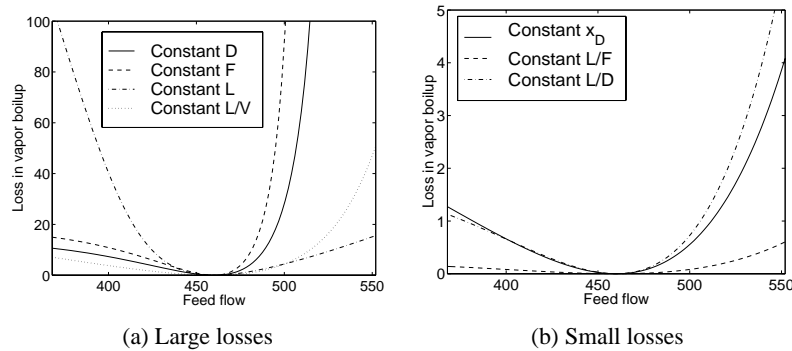 100
80
60
40
20
0
Loss in vapor boilup
Constant D
Constant F
Constant L
Constant L/V
400
450
500
550
Feed flow
(a) Large losses
5
4
3
2
1
0
Loss in vapor boilup
Constant x_D
Constant L/F
Constant L/D
400
450
500
550
Feed flow
(b) Small losses